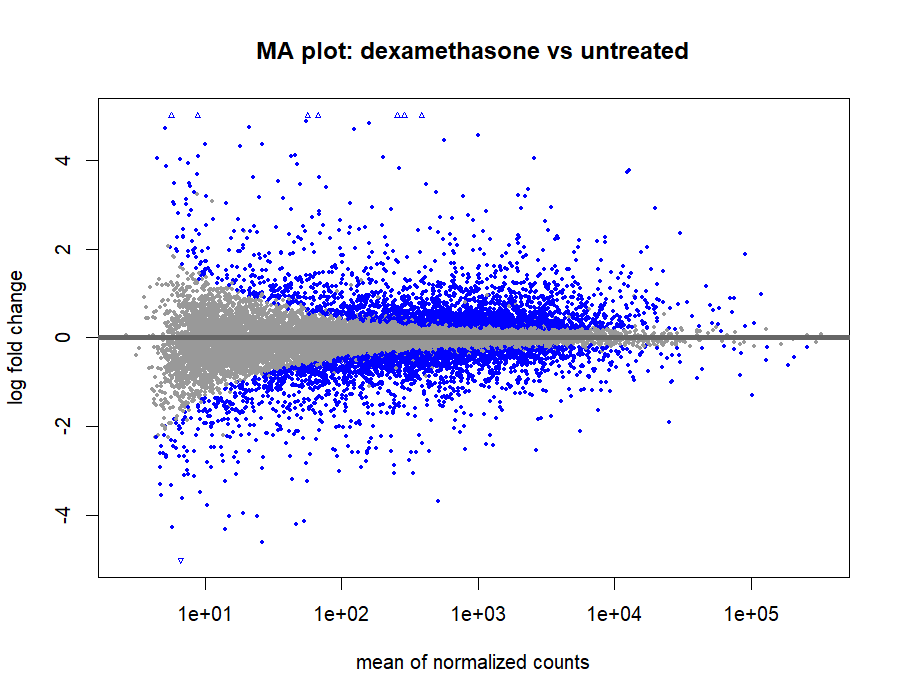 MA plot: dexamethasone vs untreated
log fold change
4
2
0
-2
-4
1e+01 1e+02 1e+03 1e+04 1e+05
mean of normalized counts